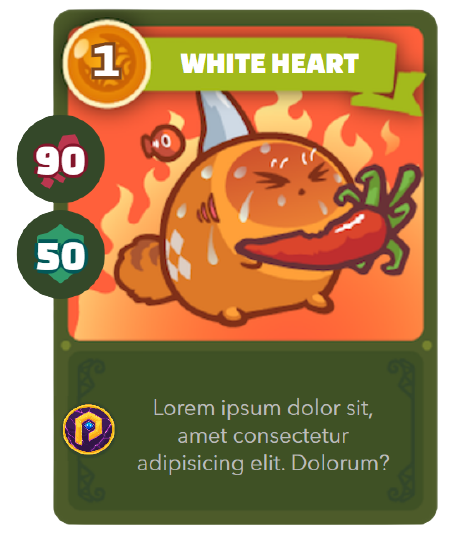 1
WHITE HEART
90
50
Lorem ipsum dolor sit,
amet consectetur
adipisicing elit. Dolorum?